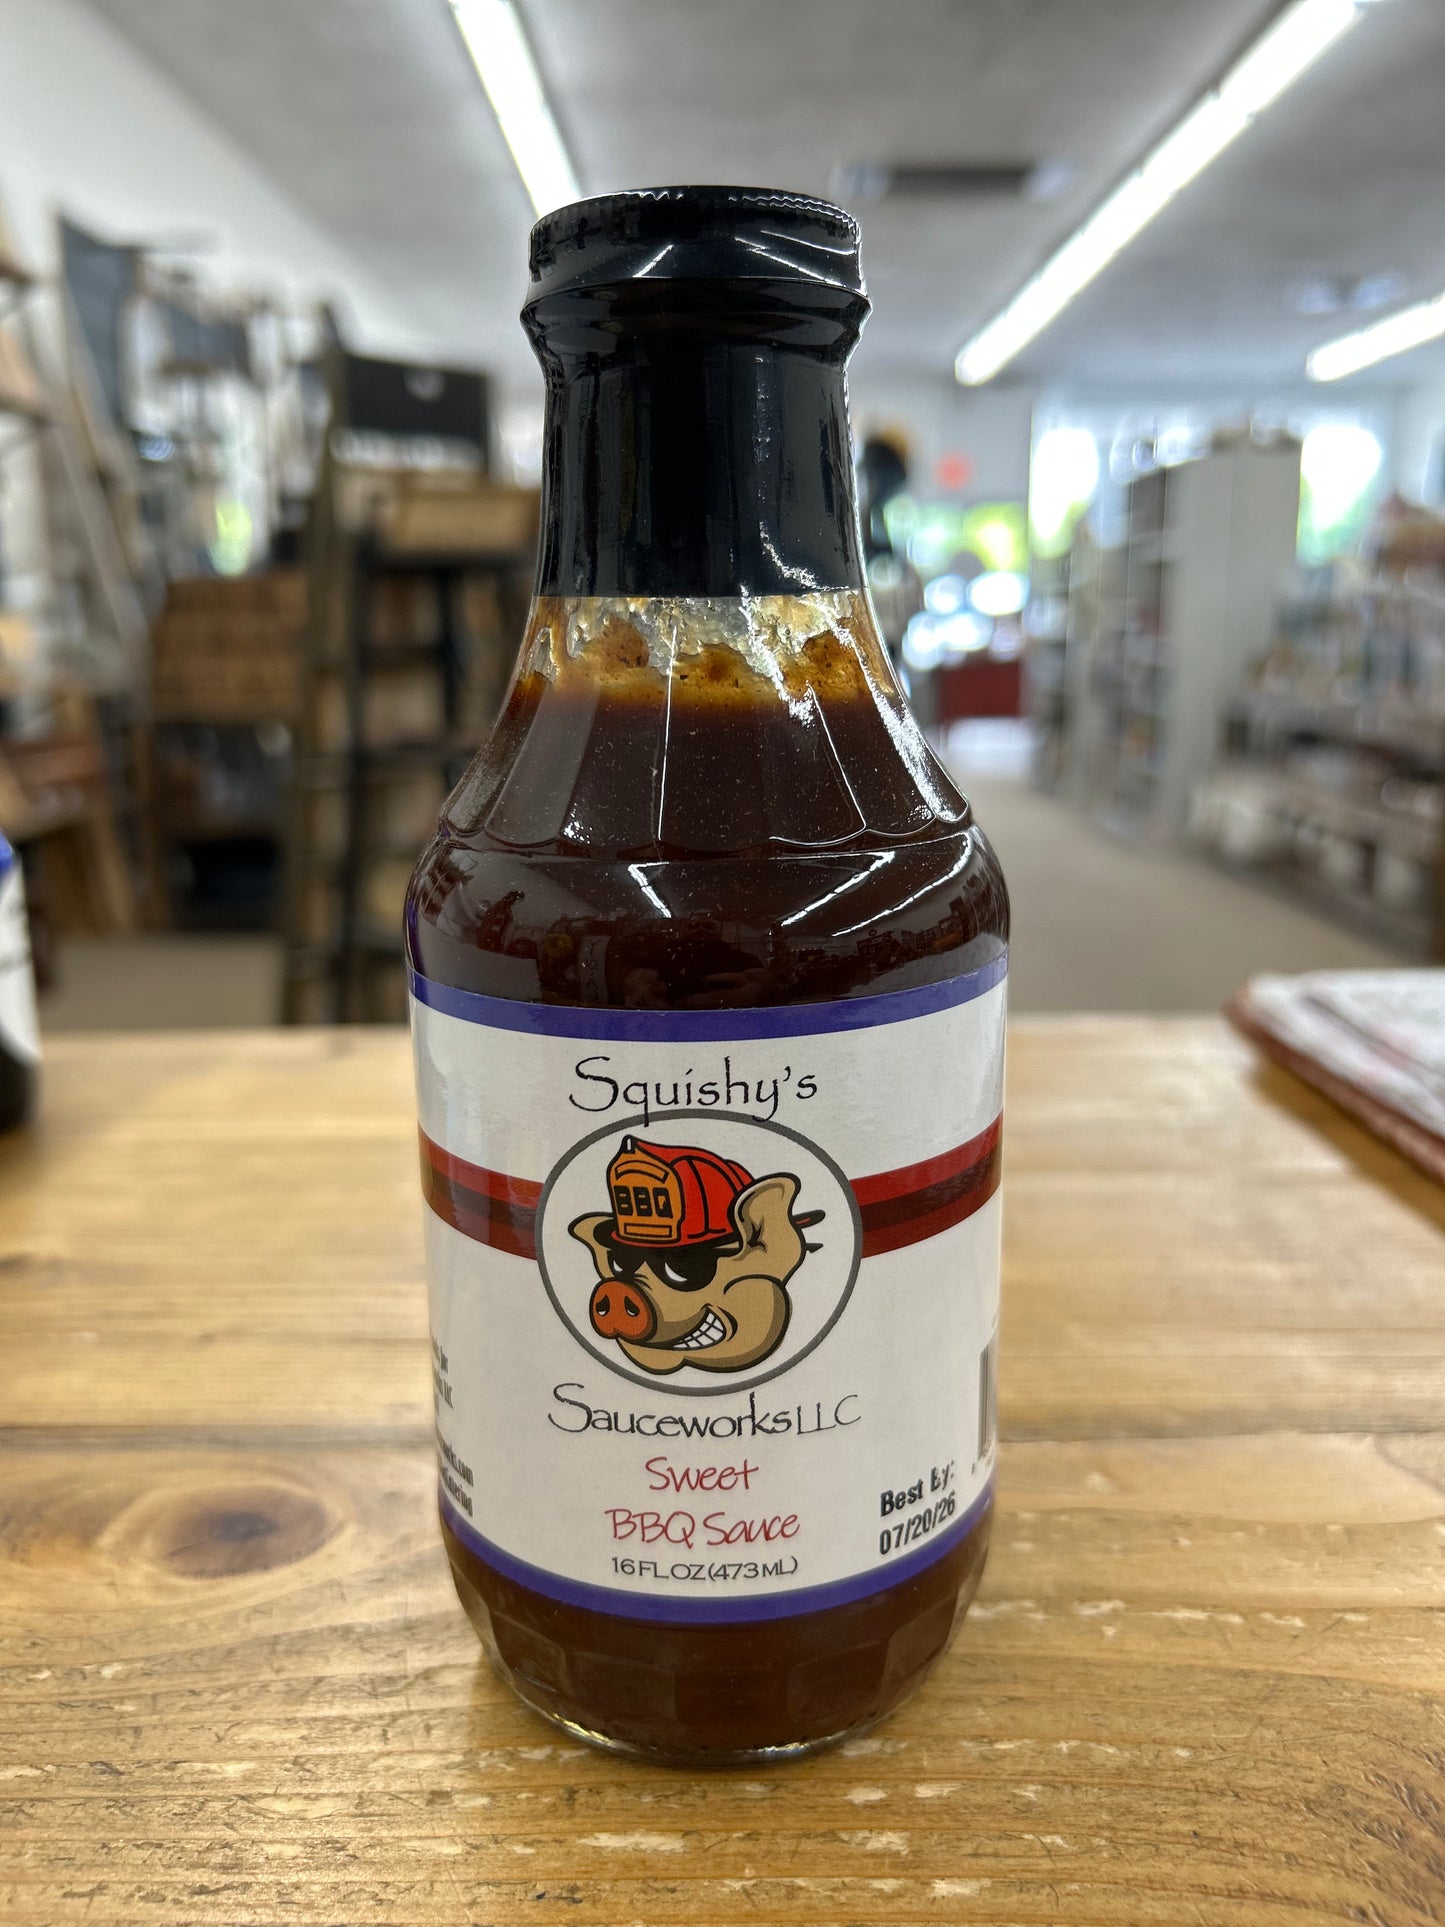 Squishy's
BBQ
Sauceworks LLC
Sweet
BBQ Sauce
16 FL OZ (473 ML)
Best By:
07/20/26